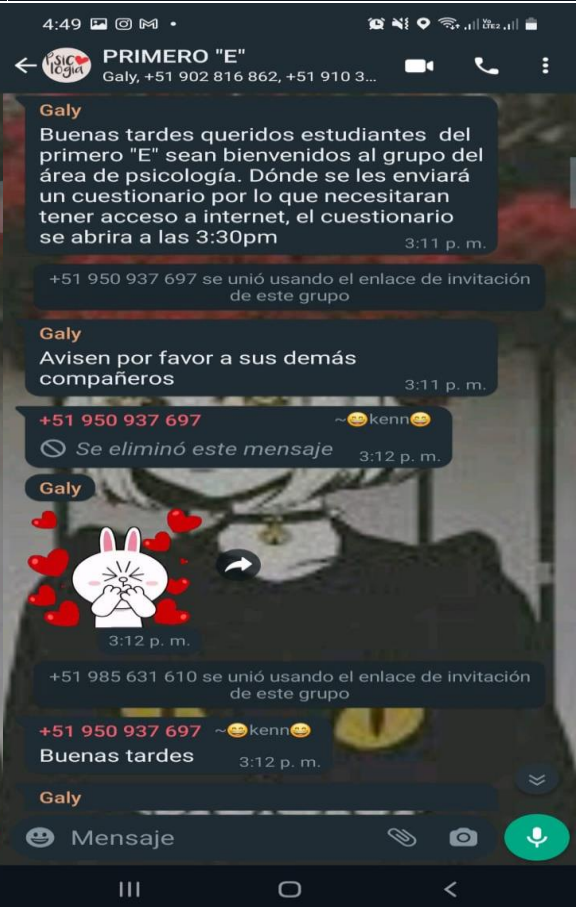 4:49
PRIMERO "E"
Galy, +51 902 816 862, +51 910 3...
Galy
Buenas tardes queridos estudiantes del
primero "E" sean bienvenidos al grupo del
área de psicología. Dónde se les enviará
un cuestionario por lo que necesitaran
tener acceso a internet, el cuestionario
se abrira a las 3:30pm
3:11 p. m.
+51 950 937 697 se unió usando el enlace de invitación
de este grupo
Galy
Avisen por favor a sus demás
compañeros
3:11 p. m.
+51 950 937 697 ~😄kenn😄
Se eliminó este mensaje 3:12 p. m.
Galy
3:12 p. m.
+51 985 631 610 se unió usando el enlace de invitación
de este grupo
+51 950 937 697 ~😄kenn😄
Buenas tardes 3:12 p. m.
Galy
Mensaje